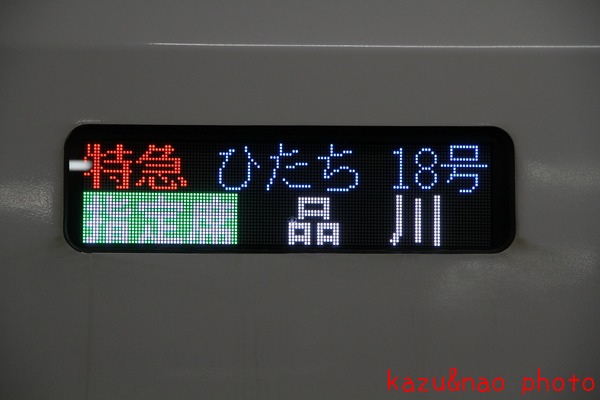 特急 ひたち 18号
指定席 品川
kazu&nao photo